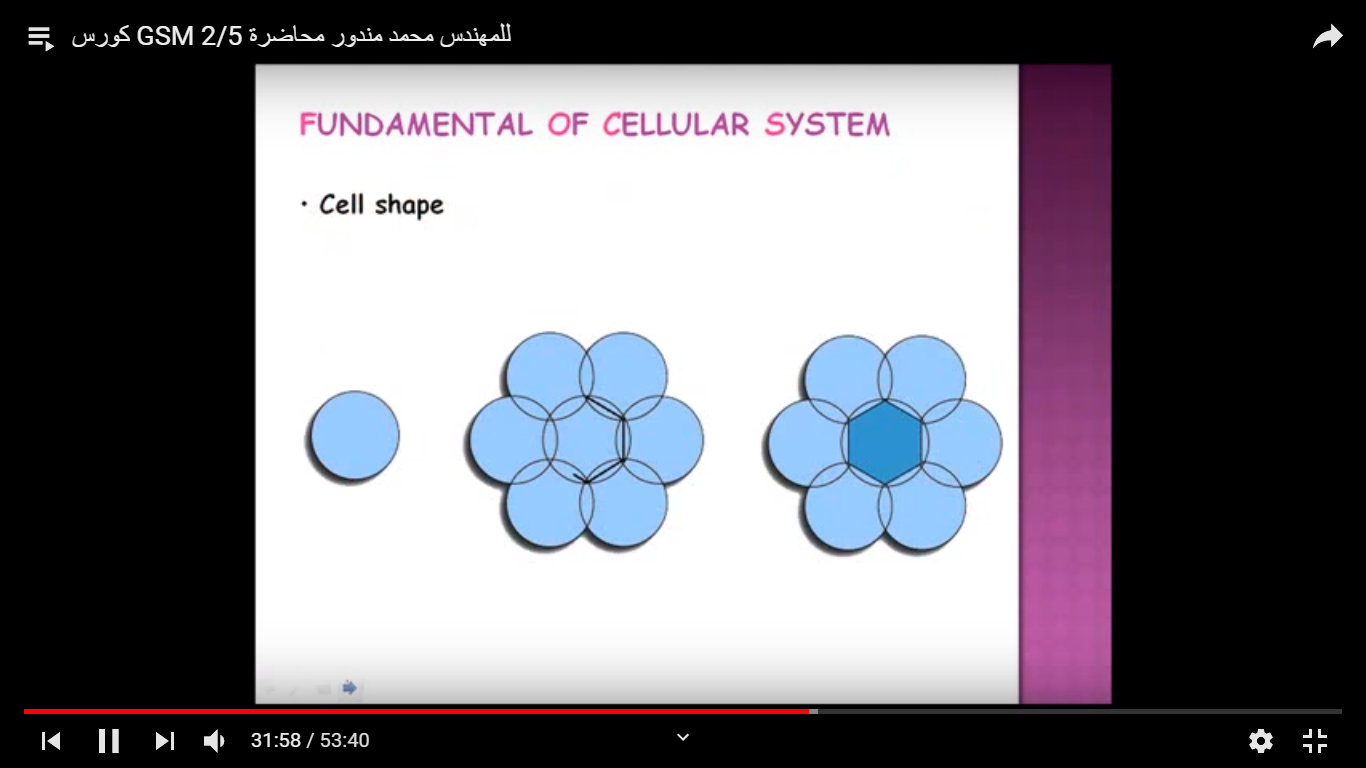 كورس GSM 2/5 للمهندس محمد مندور محاضرة
FUNDAMENTAL OF CELLULAR SYSTEM
• Cell shape
31:58 / 53:40